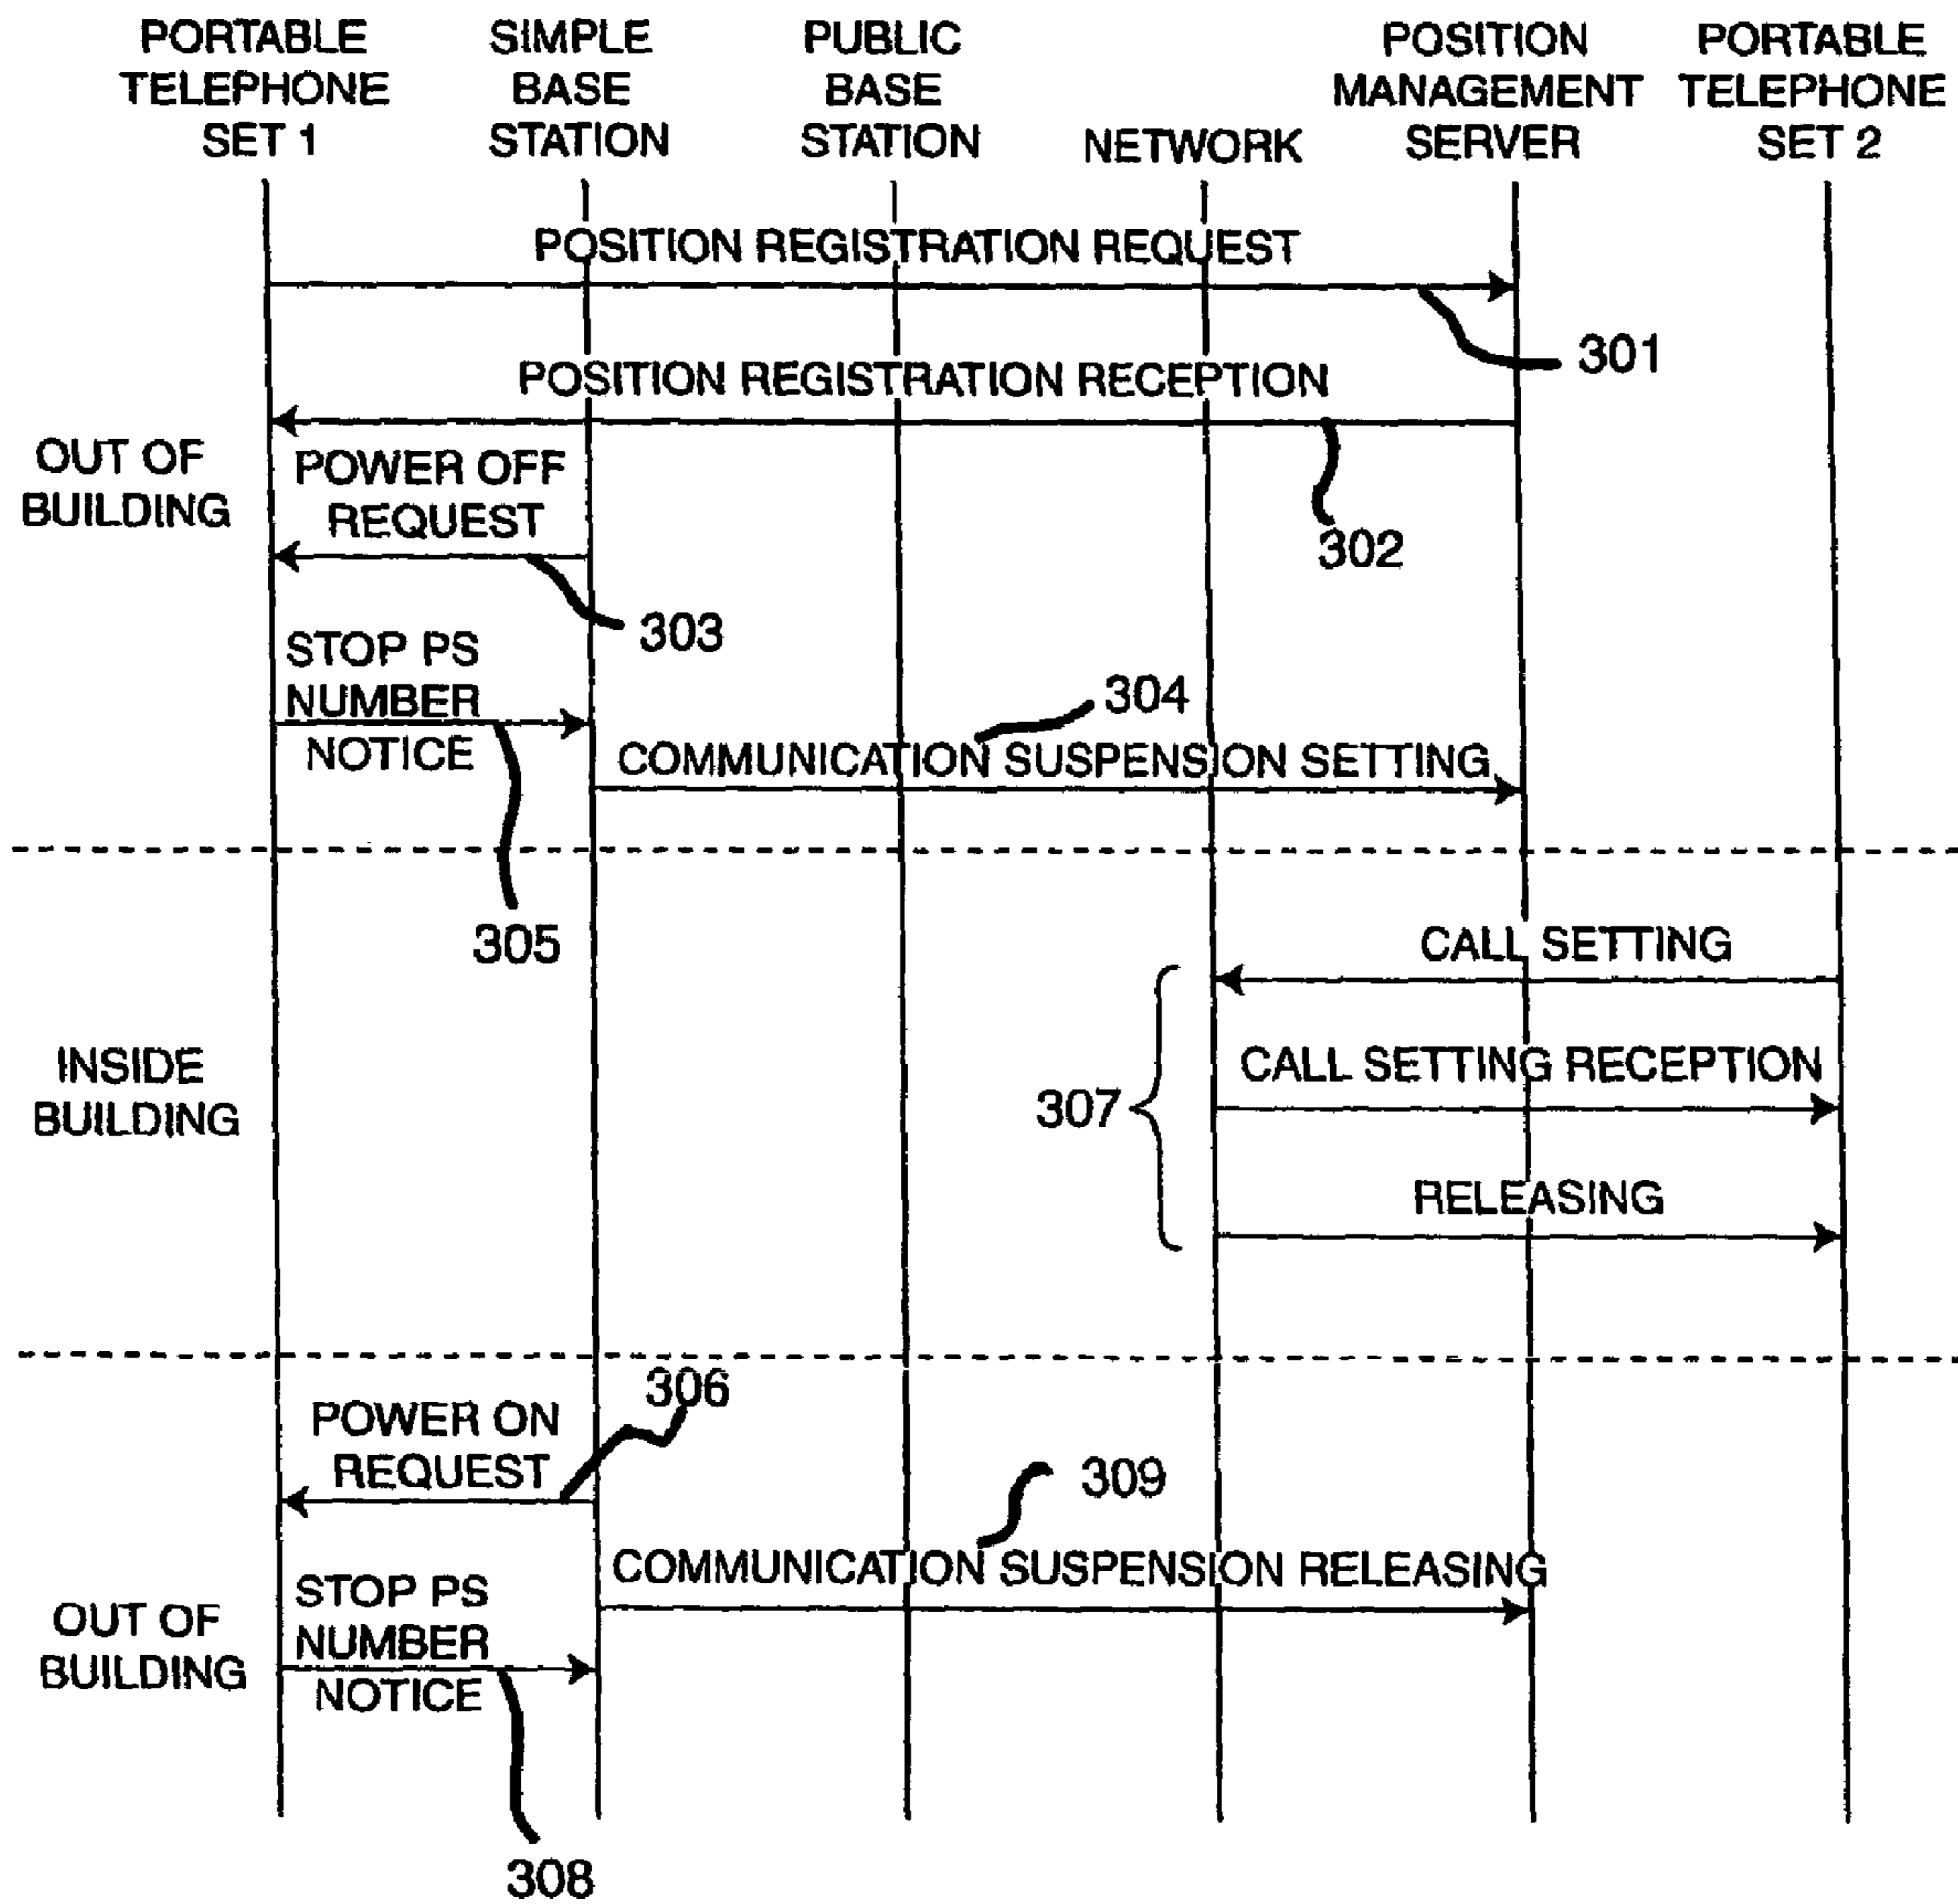 PORTABLE
TELEPHONE
SET 1
SIMPLE
BASE
STATION
PUBLIC
BASE
STATION
NETWORK
POSITION
MANAGEMENT
SERVER
PORTABLE
TELEPHONE
SET 2
POSITION REGISTRATION REQUEST
301
POSITION REGISTRATION RECEPTION
302
OUT OF
BUILDING
POWER OFF
REQUEST
303
STOP PS
NUMBER
NOTICE
304
COMMUNICATION SUSPENSION SETTING
305
CALL SETTING
INSIDE
BUILDING
307
CALL SETTING RECEPTION
RELEASING
306
POWER ON
REQUEST
309
COMMUNICATION SUSPENSION RELEASING
OUT OF
BUILDING
STOP PS
NUMBER
NOTICE
308